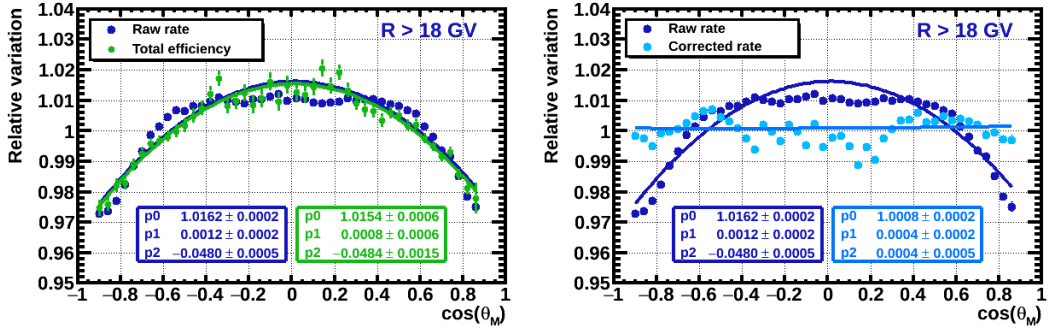 Relative variation
1.04
1.03
1.02
1.01
1
0.99
0.98
0.97
0.96
0.95
Raw rate
Total efficiency
R > 18 GV
p0 1.0162 ± 0.0002
p1 0.0012 ± 0.0002
p2 −0.0480 ± 0.0005
p0 1.0154 ± 0.0006
p1 0.0008 ± 0.0006
p2 −0.0484 ± 0.0015
−1 −0.8 −0.6 −0.4 −0.2 0 0.2 0.4 0.6 0.8 1
cos(θM)
Relative variation
1.04
1.03
1.02
1.01
1
0.99
0.98
0.97
0.96
0.95
Raw rate
Corrected rate
R > 18 GV
p0 1.0162 ± 0.0002
p1 0.0012 ± 0.0002
p2 −0.0480 ± 0.0005
p0 1.0008 ± 0.0002
p1 0.0004 ± 0.0002
p2 0.0004 ± 0.0005
−1 −0.8 −0.6 −0.4 −0.2 0 0.2 0.4 0.6 0.8 1
cos(θM)